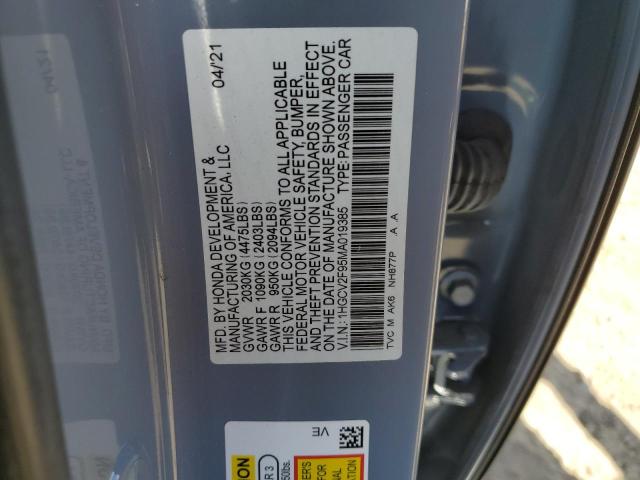 MFD. BY HONDA DEVELOPMENT & 04/21
MANUFACTURING OF AMERICA, LLC
GVWR 2030KG (4475LBS)
GAWR F 1090KG (2403LBS)
GAWR R 950KG (2094LBS)
THIS VEHICLE CONFORMS TO ALL APPLICABLE
FEDERAL MOTOR VEHICLE SAFETY, BUMPER,
AND THEFT PREVENTION STANDARDS IN EFFECT
ON THE DATE OF MANUFACTURE SHOWN ABOVE.
V.I.N.: 1HGCV2F95MA019385 TYPE: PASSENGER CAR
TVC M AK6 NH877P .A .A
VE